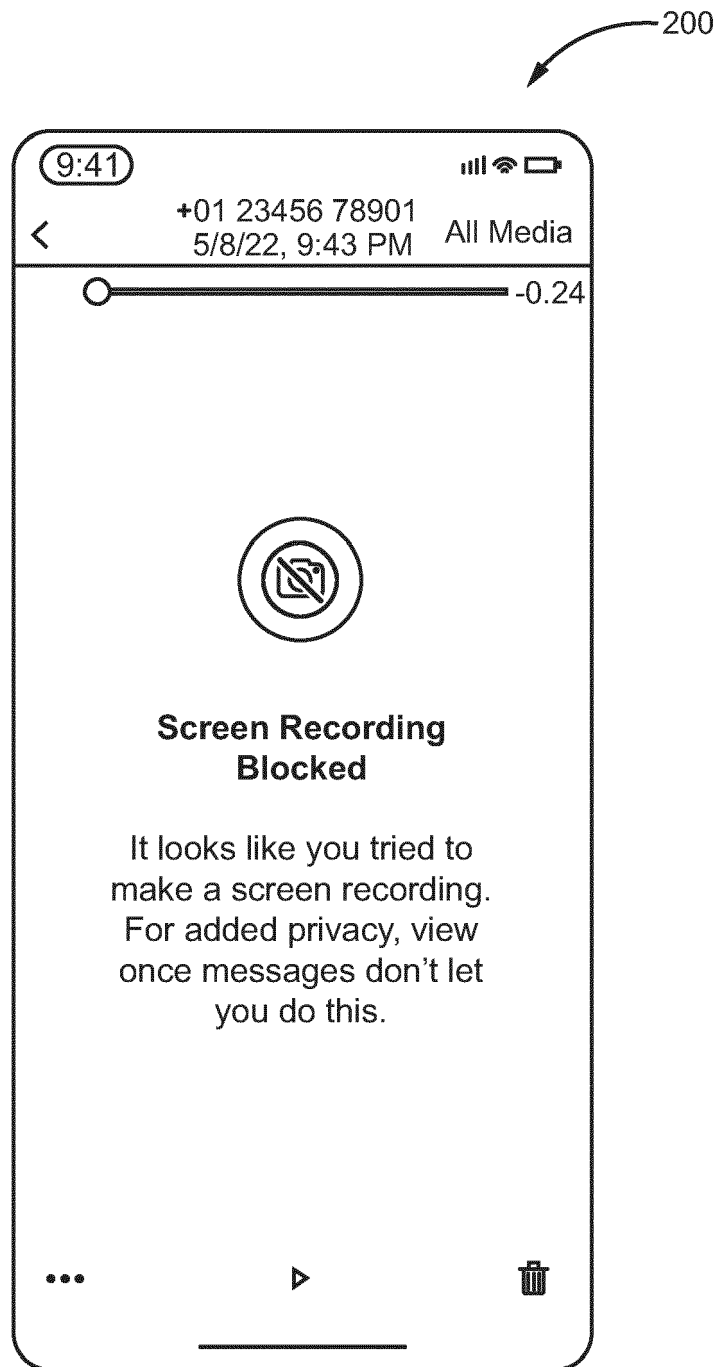 200
9:41
+01 23456 78901
5/8/22, 9:43 PM
All Media
-0.24
Screen Recording
Blocked
It looks like you tried to
make a screen recording.
For added privacy, view
once messages don’t let
you do this.